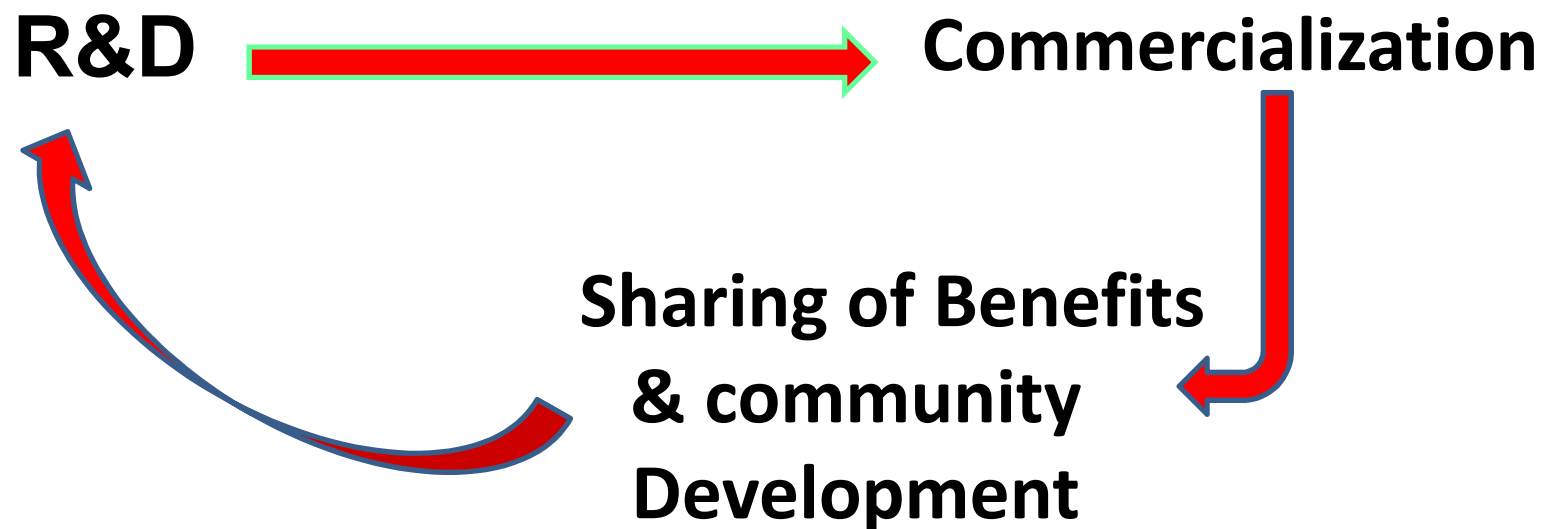 R&D
Commercialization
Sharing of Benefits
& community
Development